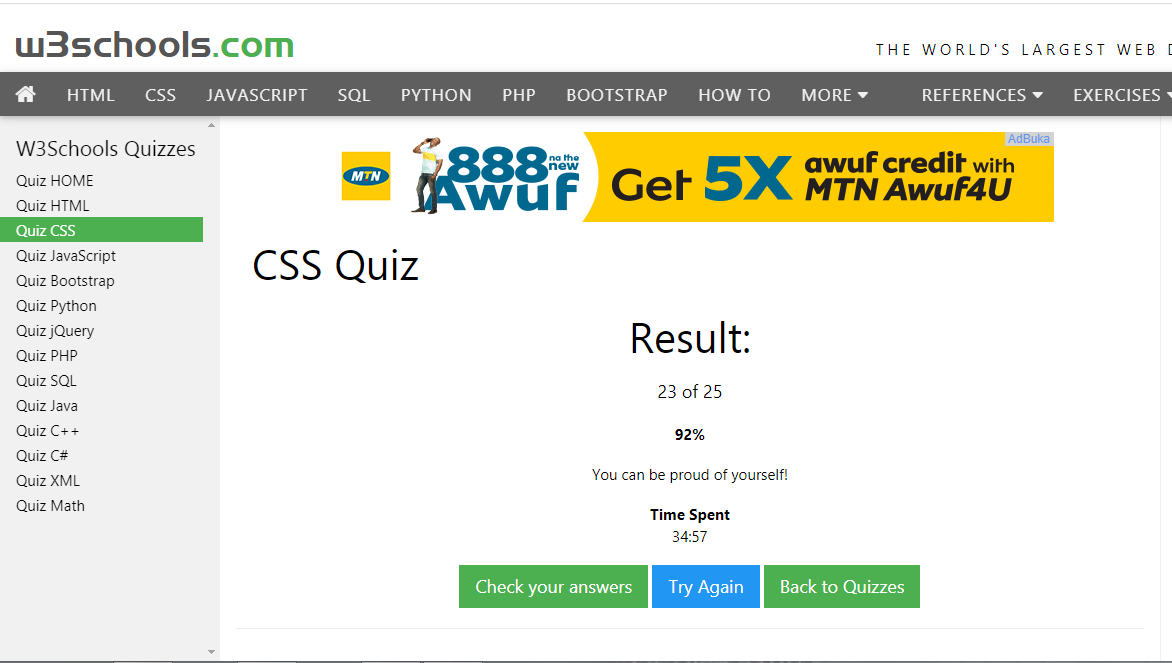 w3schools.com
THE WORLD'S LARGEST WEB
HTML CSS JAVASCRIPT SQL PYTHON PHP BOOTSTRAP HOW TO MORE REFERENCES EXERCISES
W3Schools Quizzes
Quiz HOME
Quiz HTML
Quiz CSS
Quiz JavaScript
Quiz Bootstrap
Quiz Python
Quiz jQuery
Quiz PHP
Quiz SQL
Quiz Java
Quiz C++
Quiz C#
Quiz XML
Quiz Math
AdBuka
MTN
888 na the new
Awuf
Get 5X awuf credit with
MTN Awuf4U
CSS Quiz
Result:
23 of 25
92%
You can be proud of yourself!
Time Spent
34:57
Check your answers Try Again Back to Quizzes